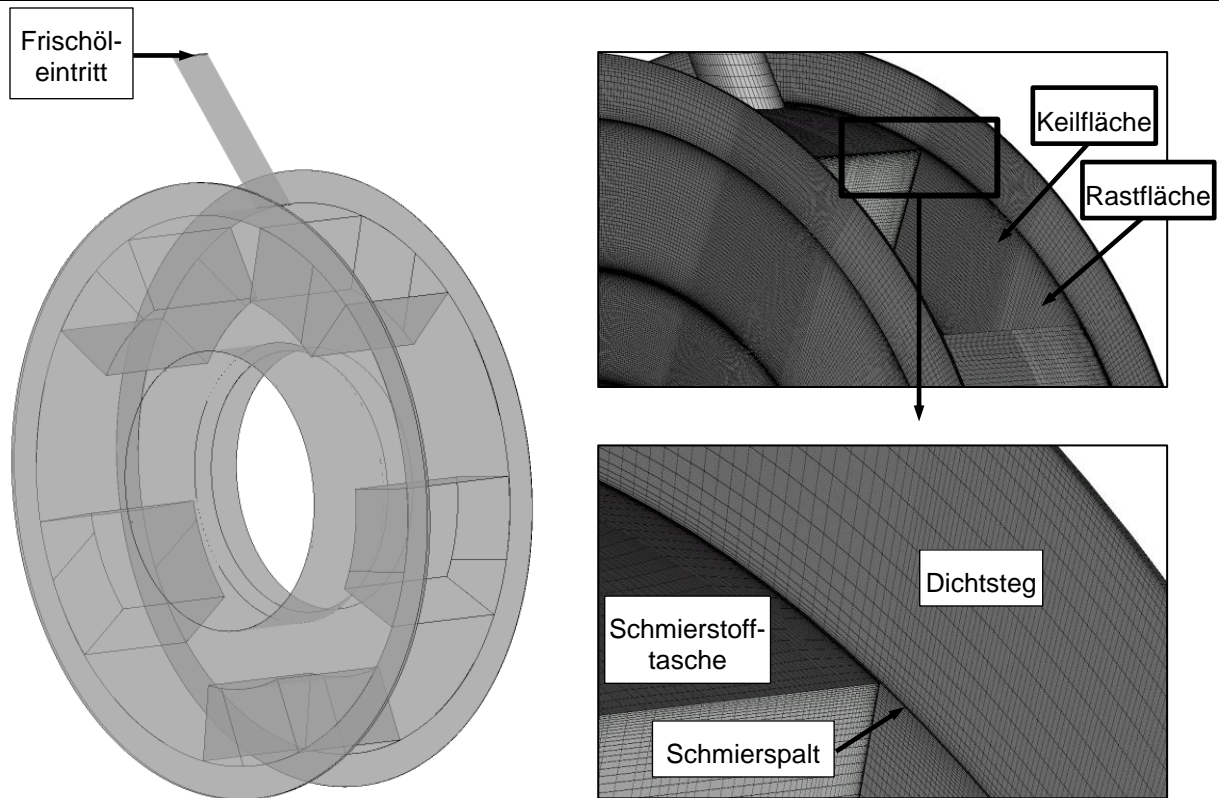 Frischöl-
eintritt
Keilfläche
Rastfläche
Dichtsteg
Schmierstoff-
tasche
Schmierspalt